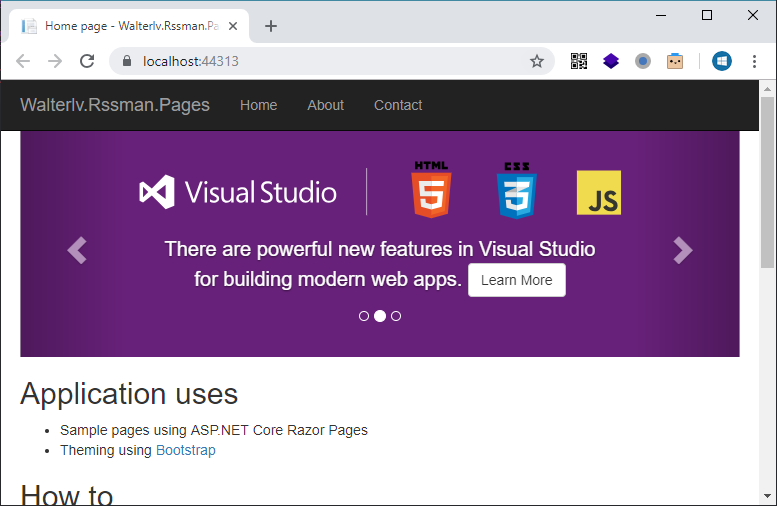 Home page - Walterlv.Rssman.Pa
localhost:44313
Walterlv.Rssman.Pages Home About Contact
Visual Studio HTML 5 CSS 3 JS
There are powerful new features in Visual Studio
for building modern web apps. Learn More
Application uses
Sample pages using ASP.NET Core Razor Pages
Theming using Bootstrap
How to